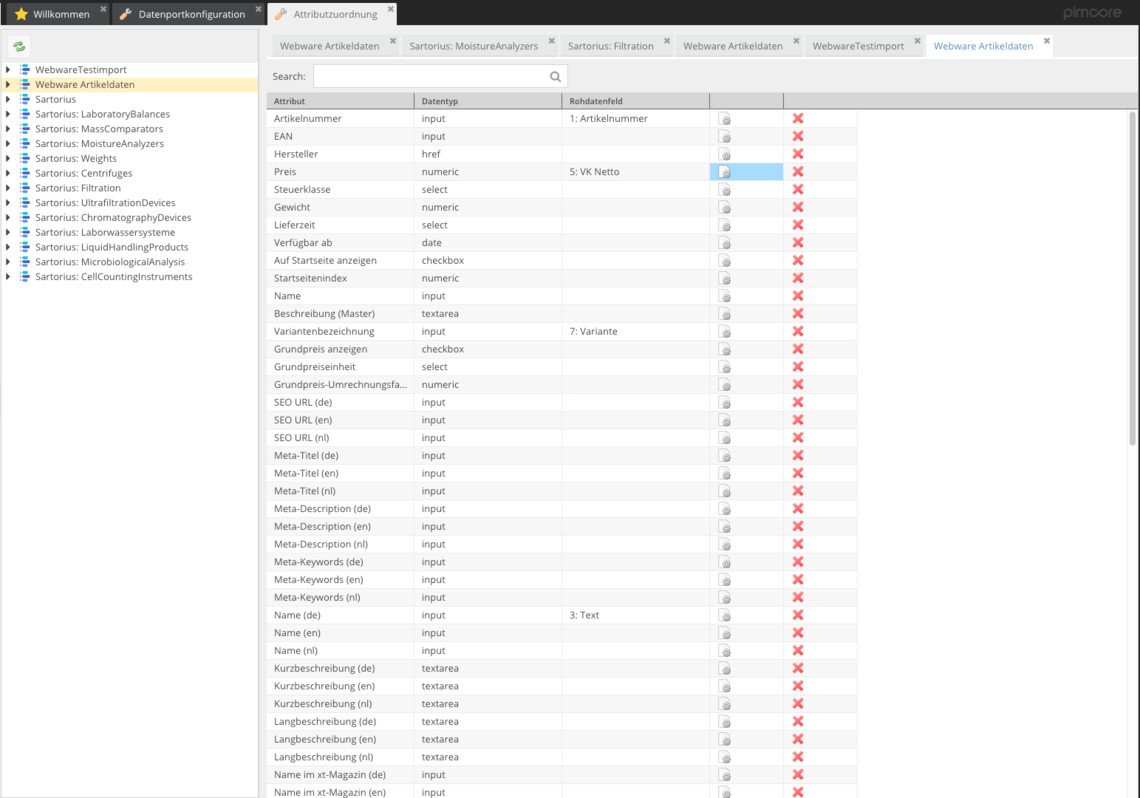 Willkommen Datenportkonfiguration Attributzuordnung pimcore
Webware Artikeldaten Sartorius: MoistureAnalyzers Sartorius: Filtration Webware Artikeldaten WebwareTestimport Webware Artikeldaten
WebwareTestimport
Webware Artikeldaten
Sartorius
Sartorius: LaboratoryBalances
Sartorius: MassComparators
Sartorius: MoistureAnalyzers
Sartorius: Weights
Sartorius: Centrifuges
Sartorius: Filtration
Sartorius: UltrafiltrationDevices
Sartorius: ChromatographyDevices
Sartorius: Laborwassersysteme
Sartorius: LiquidHandlingProducts
Sartorius: MicrobiologicalAnalysis
Sartorius: CellCountingInstruments
Search:
Attribut Datentyp Rohdatenfeld
Artikelnummer input 1: Artikelnummer
EAN input
Hersteller href
Preis numeric 5: VK Netto
Steuerklasse select
Gewicht numeric
Lieferzeit select
Verfügbar ab date
Auf Startseite anzeigen checkbox
Startseitenindex numeric
Name input
Beschreibung (Master) textarea
Variantenbezeichnung input 7: Variante
Grundpreis anzeigen checkbox
Grundpreiseinheit select
Grundpreis-Umrechnungsfa... numeric
SEO URL (de) input
SEO URL (en) input
SEO URL (nl) input
Meta-Titel (de) input
Meta-Titel (en) input
Meta-Titel (nl) input
Meta-Description (de) input
Meta-Description (en) input
Meta-Description (nl) input
Meta-Keywords (de) input
Meta-Keywords (en) input
Meta-Keywords (nl) input
Name (de) input 3: Text
Name (en) input
Name (nl) input
Kurzbeschreibung (de) textarea
Kurzbeschreibung (en) textarea
Kurzbeschreibung (nl) textarea
Langbeschreibung (de) textarea
Langbeschreibung (en) textarea
Langbeschreibung (nl) textarea
Name im xt-Magazin (de) input
Name im xt-Magazin (en) input